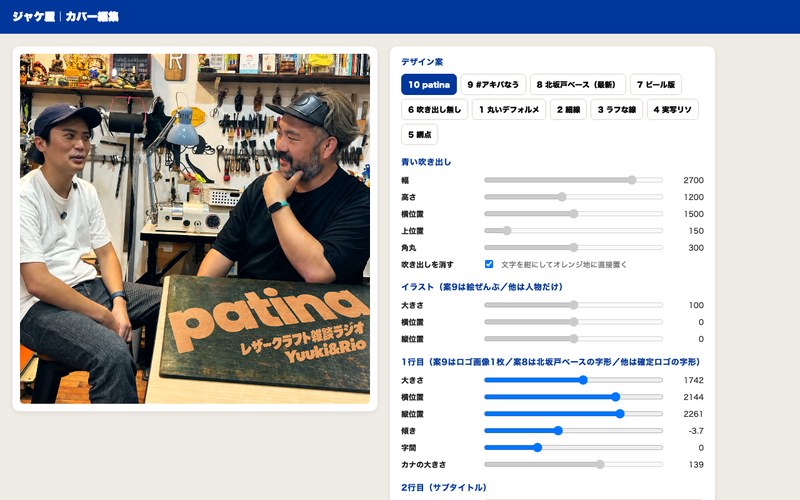 ジャケ屋｜カバー編集
R
patina
レザークラフト雑談ラジオ
Yuuki&Rio
デザイン案
10 patina
9 #アキバなう
8 北坂戸ベース（最新）
7 ビール版
6 吹き出し無し
1 丸いデフォルメ
2 細線
3 ラフな線
4 実写リソ
5 網点
青い吹き出し
幅 2700
高さ 1200
横位置 1500
上位置 150
角丸 300
吹き出しを消す 文字を紺にしてオレンジ地に直接置く
イラスト（案9は絵ぜんぶ／他は人物だけ）
大きさ 100
横位置 0
縦位置 0
1行目（案9はロゴ画像1枚／案8は北坂戸ベースの字形／他は確定ロゴの字形）
大きさ 1742
横位置 2144
縦位置 2261
傾き -3.7
字間 0
カナの大きさ 139
2行目（サブタイトル）